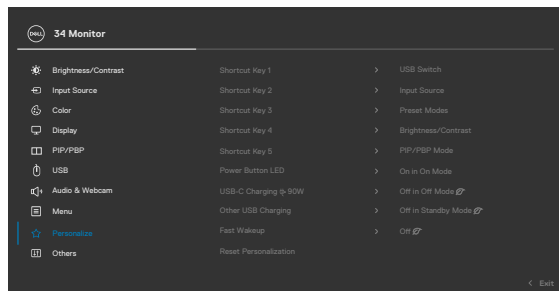 DELL 34 Monitor
Brightness/Contrast Shortcut Key 1 > USB Switch
Input Source Shortcut Key 2 > Input Source
Color Shortcut Key 3 > Preset Modes
Display Shortcut Key 4 > Brightness/Contrast
PIP/PBP Shortcut Key 5 > PIP/PBP Mode
USB Power Button LED > On in On Mode
Audio & Webcam USB-C Charging 90W > Off in Off Mode
Menu Other USB Charging > Off in Standby Mode
Personalize Fast Wakeup > Off
Others Reset Personalization
< Exit